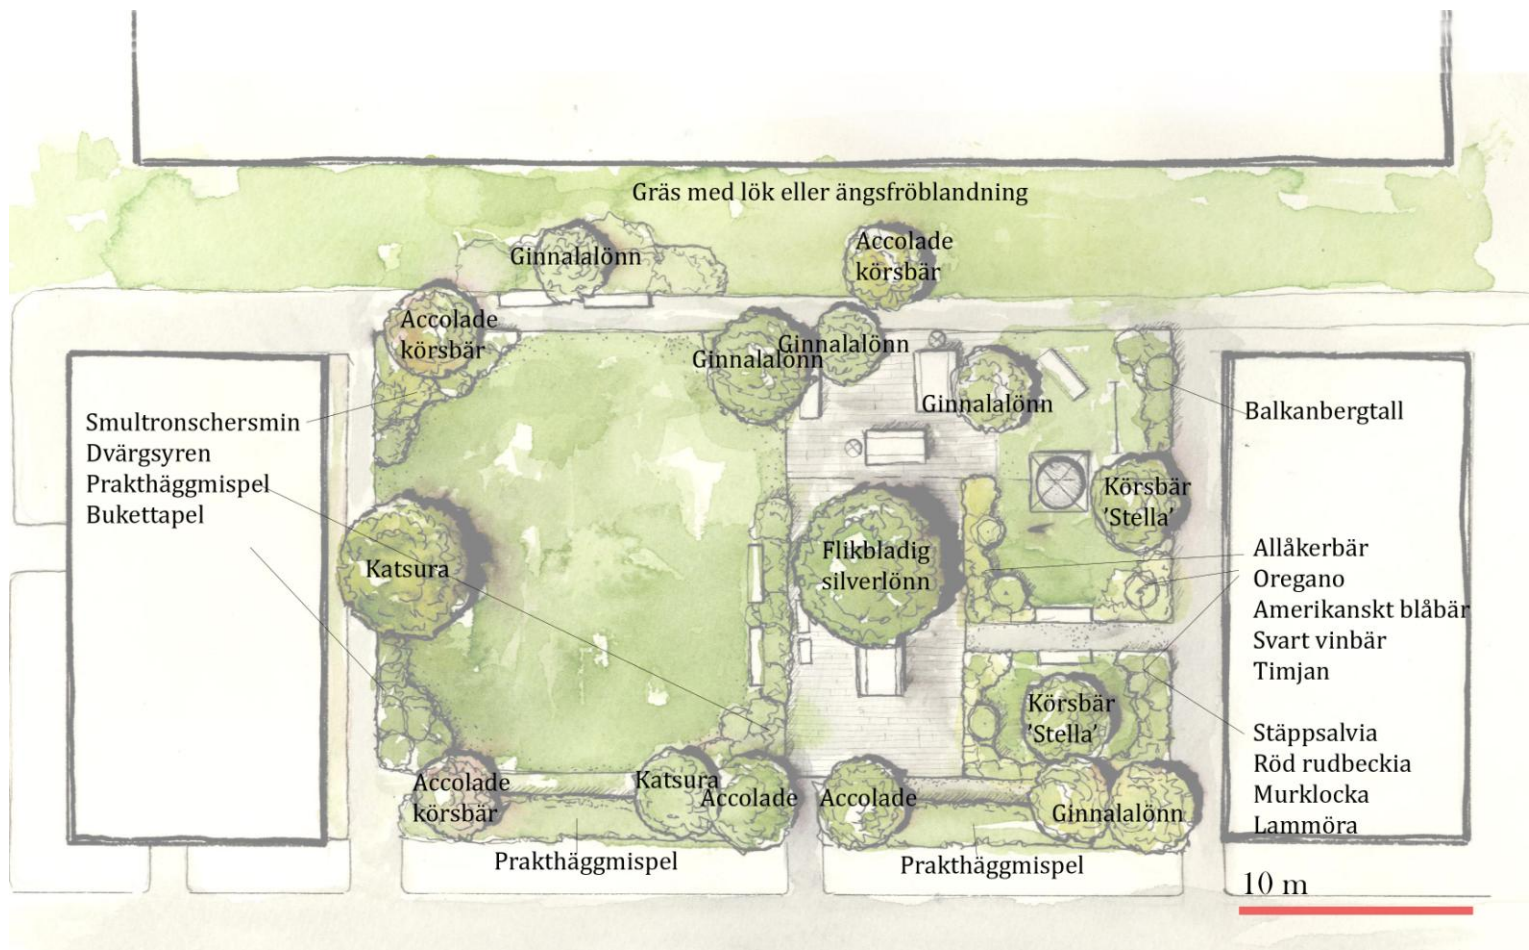 Gräs med lök eller ängsfröblandning
Ginnalalönn
Accolade
körsbär
Accolade
körsbär
Ginnalalönn
Ginnalalönn
Ginnalalönn
Smultronschersmin
Dvärgsyren
Prakthäggmispel
Bukettapel
Balkanbergtall
Körsbär
'Stella'
Katsura
Flikbladig
silverlönn
Allåkerbär
Oregano
Amerikanskt blåbär
Svart vinbär
Timjan
Körsbär
'Stella'
Stäppsalvia
Röd rudbeckia
Murklocka
Lammöra
Accolade
körsbär
Katsura
Accolade
Accolade
Ginnalalönn
Prakthäggmispel
Prakthäggmispel
10 m